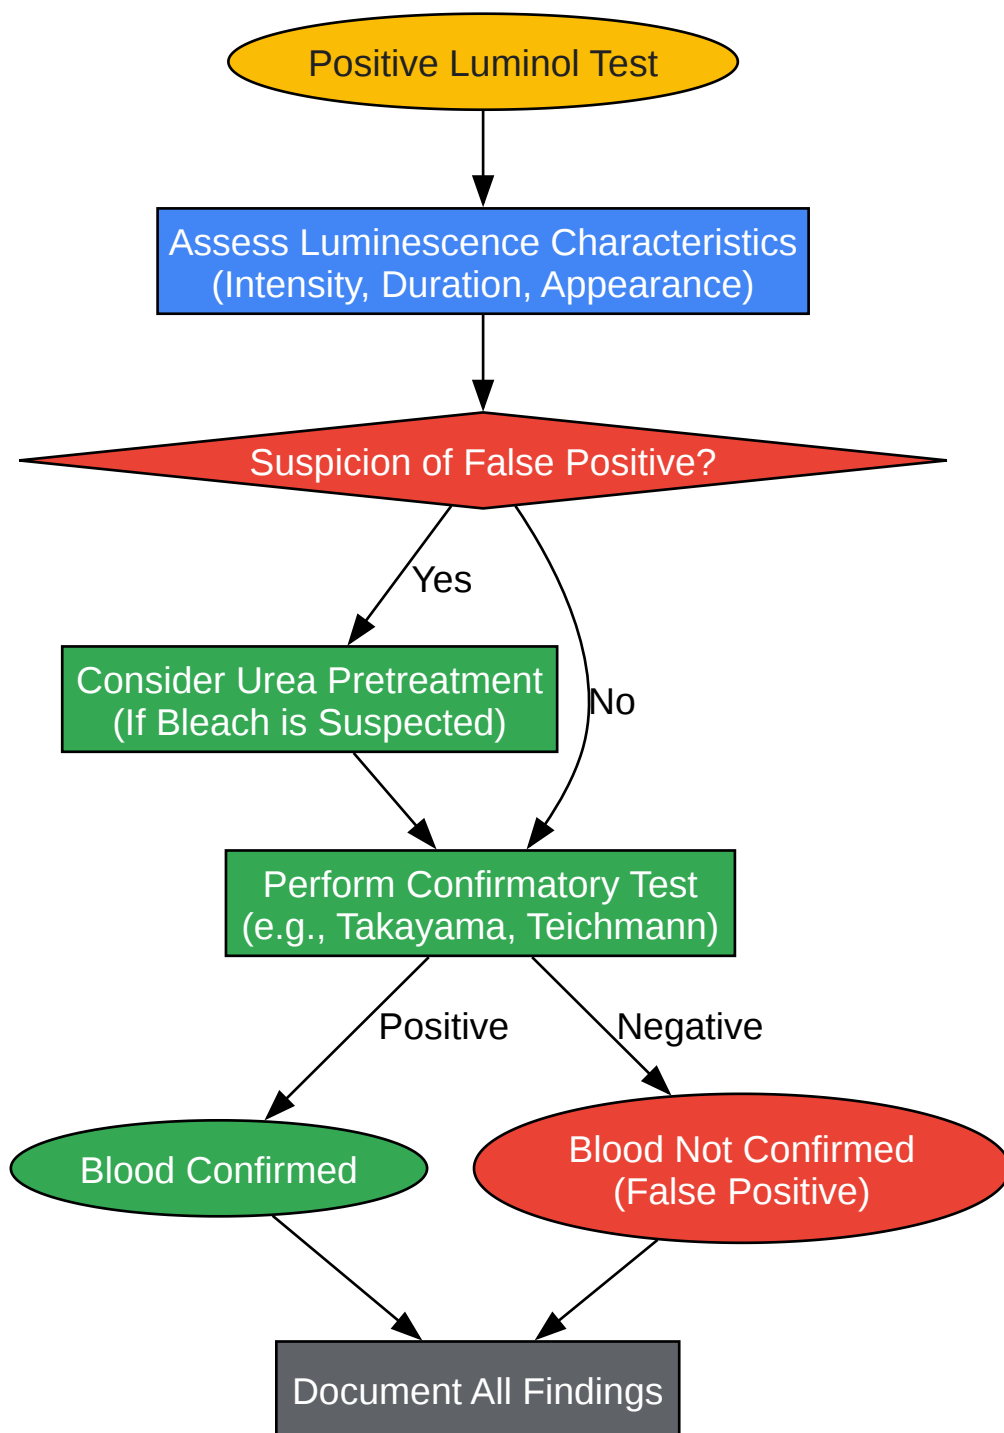 Positive Luminol Test
Assess Luminescence Characteristics
(Intensity, Duration, Appearance)
Suspicion of False Positive?
Yes
Consider Urea Pretreatment
(If Bleach is Suspected)
No
Perform Confirmatory Test
(e.g., Takayama, Teichmann)
Positive
Negative
Blood Confirmed
Blood Not Confirmed
(False Positive)
Document All Findings